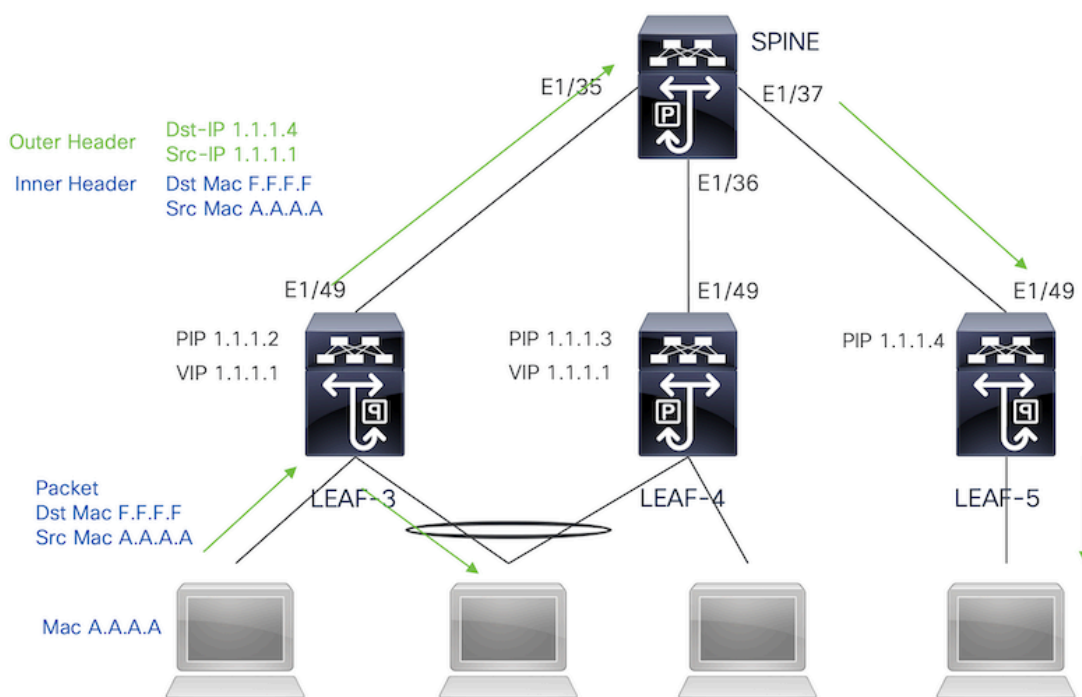 SPINE
E1/35
E1/37
Outer Header
Dst-IP 1.1.1.4
Src-IP 1.1.1.1
Inner Header
Dst Mac F.F.F.F
Src Mac A.A.A.A
P
E1/36
E1/49
E1/49
E1/49
PIP 1.1.1.2
VIP 1.1.1.1
PIP 1.1.1.3
VIP 1.1.1.1
PIP 1.1.1.4
P
P
P
LEAF-3
LEAF-4
LEAF-5
Packet
Dst Mac F.F.F.F
Src Mac A.A.A.A
Mac A.A.A.A